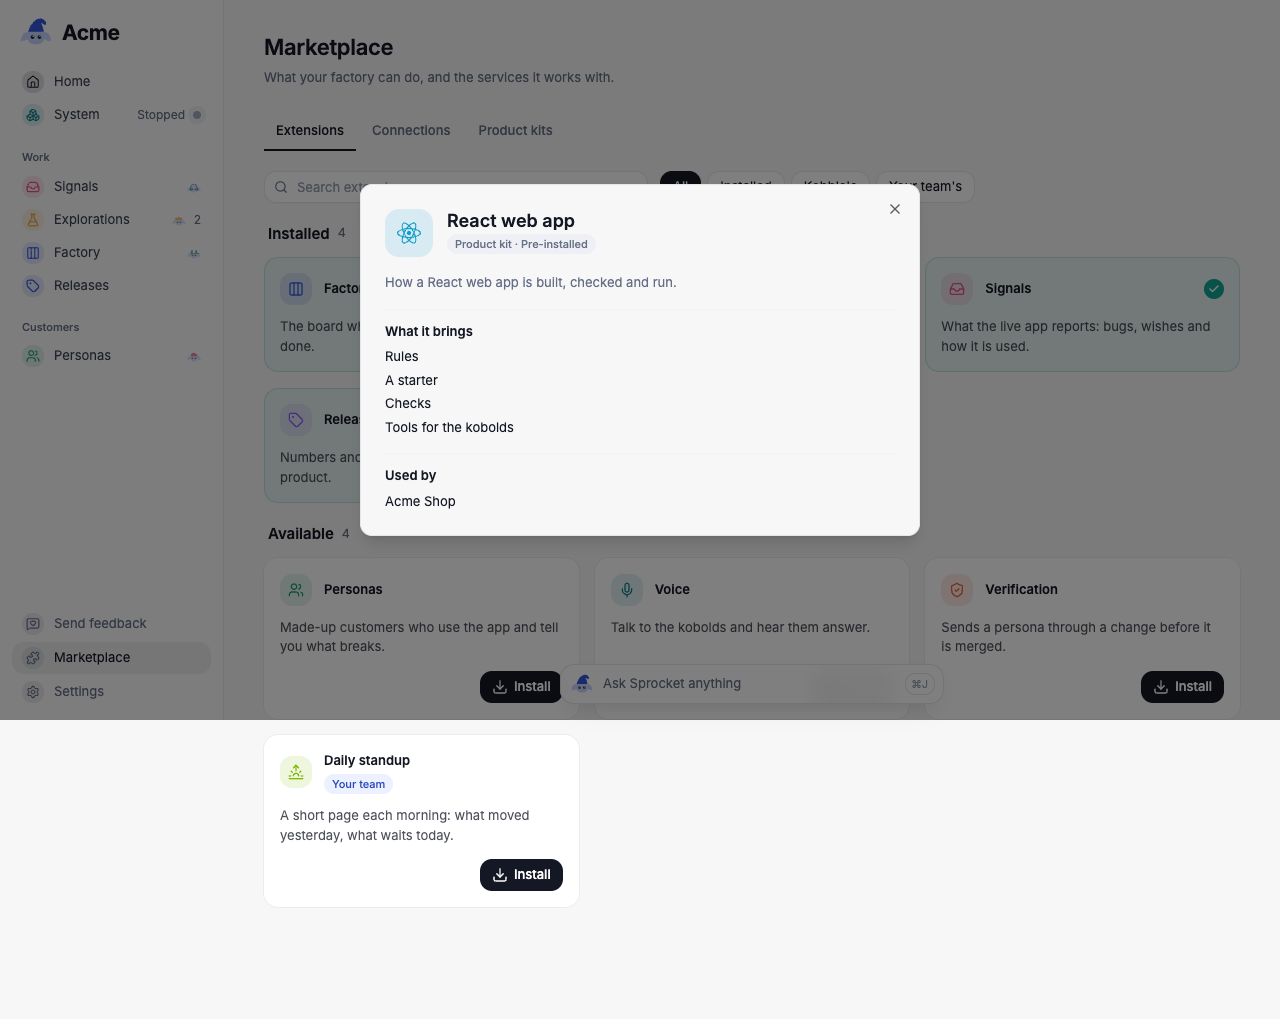 Acme
Home
System Stopped
Work
Signals
Explorations 2
Factory
Releases
Customers
Personas
Send feedback
Marketplace
Settings
Marketplace
What your factory can do, and the services it works with.
Extensions Connections Product kits
Search
All Installed team's
Installed 4
The board
done.
Signals
What the live app reports: bugs, wishes and
how it is used.
Numbers and
product.
React web app
Product kit · Pre-installed
How a React web app is built, checked and run.
What it brings
Rules
A starter
Checks
Tools for the kobolds
Used by
Acme Shop
Available 4
Personas
Made-up customers who use the app and tell
you what breaks.
Install
Voice
Talk to the kobolds and hear them answer.
Verification
Sends a persona through a change before it
is merged.
Install
Ask Sprocket anything ⌘J
Daily standup
Your team
A short page each morning: what moved
yesterday, what waits today.
Install